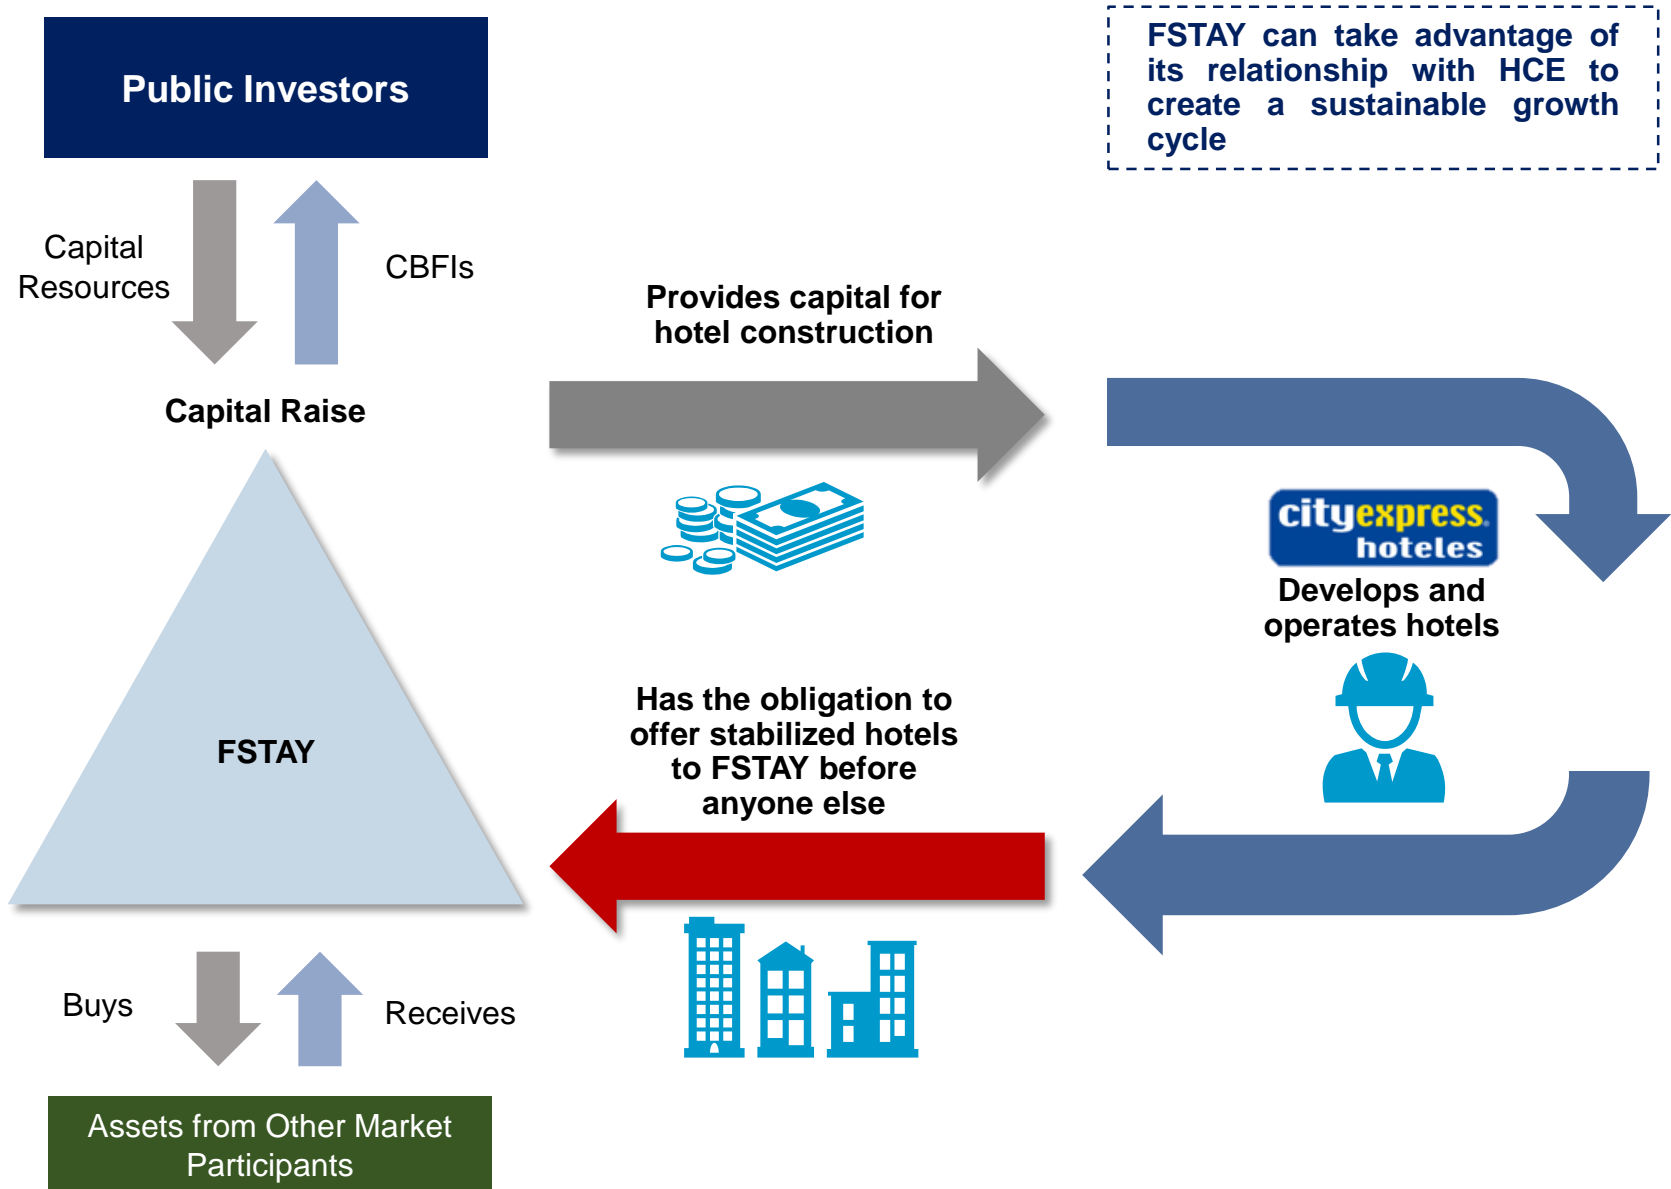 Public Investors
FSTAY can take advantage of
its relationship with HCE to
create a sustainable growth
cycle
Capital
Resources
CBFIs
Capital Raise
Provides capital for
hotel construction
cityexpress.
hoteles
Develops and
operates hotels
FSTAY
Has the obligation to
offer stabilized hotels
to FSTAY before
anyone else
Buys
Receives
Assets from Other Market
Participants